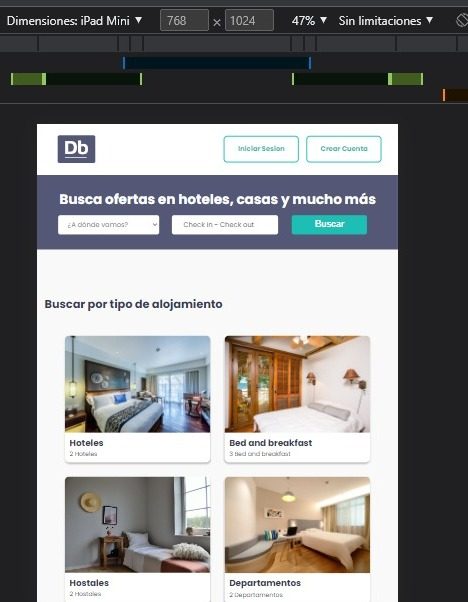 Dimensiones: iPad Mini ▼ 768 × 1024 47% ▼ Sin limitaciones ▼
Db
Iniciar Sesion
Crear Cuenta
Busca ofertas en hoteles, casas y mucho más
¿A dónde vamos?
Check in - Check out
Buscar
Buscar por tipo de alojamiento
Hoteles
2 Hoteles
Bed and breakfast
3 Bed and breakfast
Hostales
2 Hostales
Departamentos
2 Departamentos